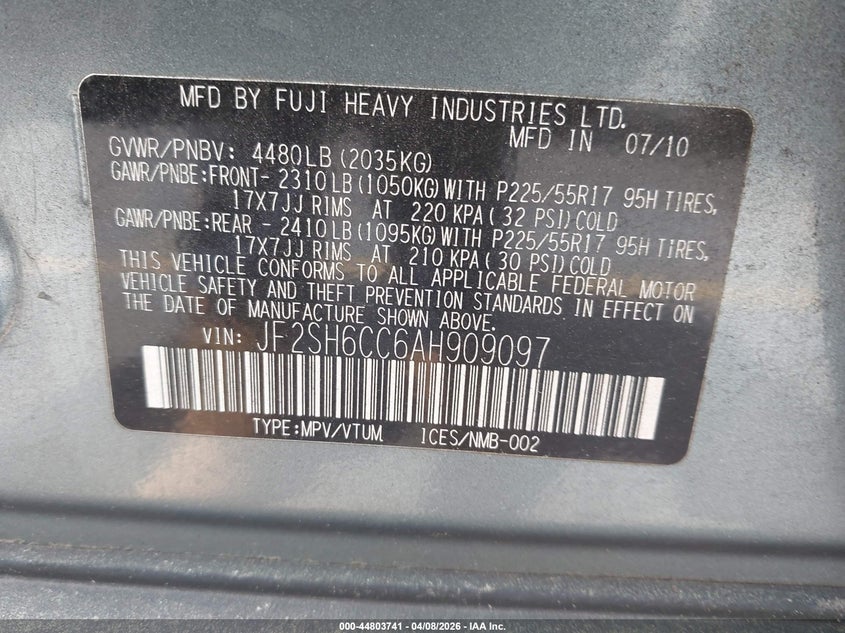 MFD BY FUJI HEAVY INDUSTRIES LTD.
MFD IN 07/10
GVWR/PNBV: 4480LB (2035KG)
GAWR/PNBE:FRONT- 2310LB (1050KG) WITH P225/55R17 95H TIRES,
17X7JJ RIMS AT 220 KPA ( 32 PSI) COLD
GAWR/PNBE:REAR - 2410LB (1095KG) WITH P225/55R17 95H TIRES,
17X7JJ RIMS AT 210 KPA ( 30 PSI) COLD
THIS VEHICLE CONFORMS TO ALL APPLICABLE FEDERAL MOTOR
VEHICLE SAFETY AND THEFT PREVENTION STANDARDS IN EFFECT ON
THE DATE OF MANUFACTURE SHOWN ABOVE.
VIN: JF2SH6CC6AH909097
TYPE:MPV/VTUM ICES/NMB-002
000-44803741 - 04/08/2026 - IAA Inc.